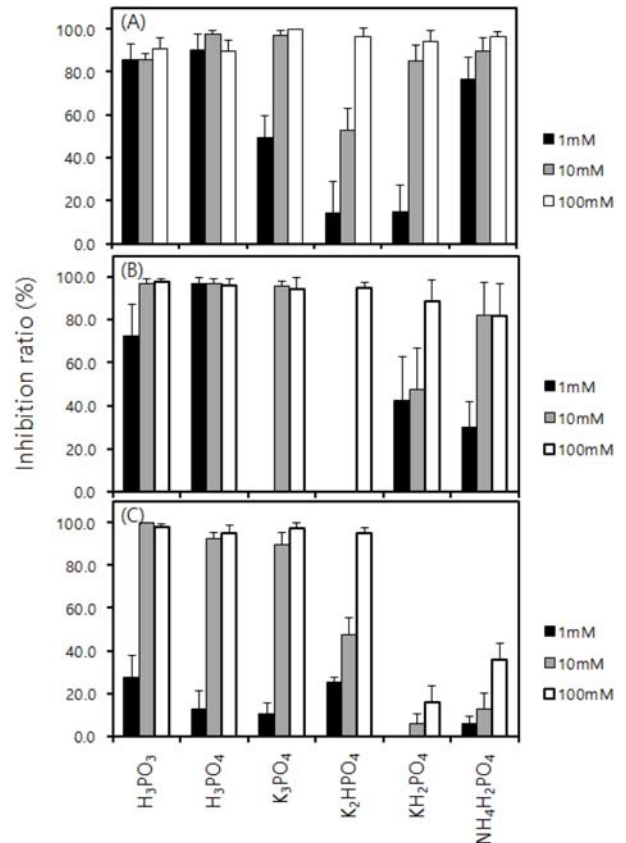 Inhibition ratio (%)
(A)
100.0
80.0
60.0
40.0
20.0
0.0
1mM
10mM
100mM
(B)
100.0
80.0
60.0
40.0
20.0
0.0
1mM
10mM
100mM
(C)
100.0
80.0
60.0
40.0
20.0
0.0
1mM
10mM
100mM
H₃PO₃
H₃PO₄
K₃PO₄
K₂HPO₄
KH₂PO₄
NH₄H₂PO₄